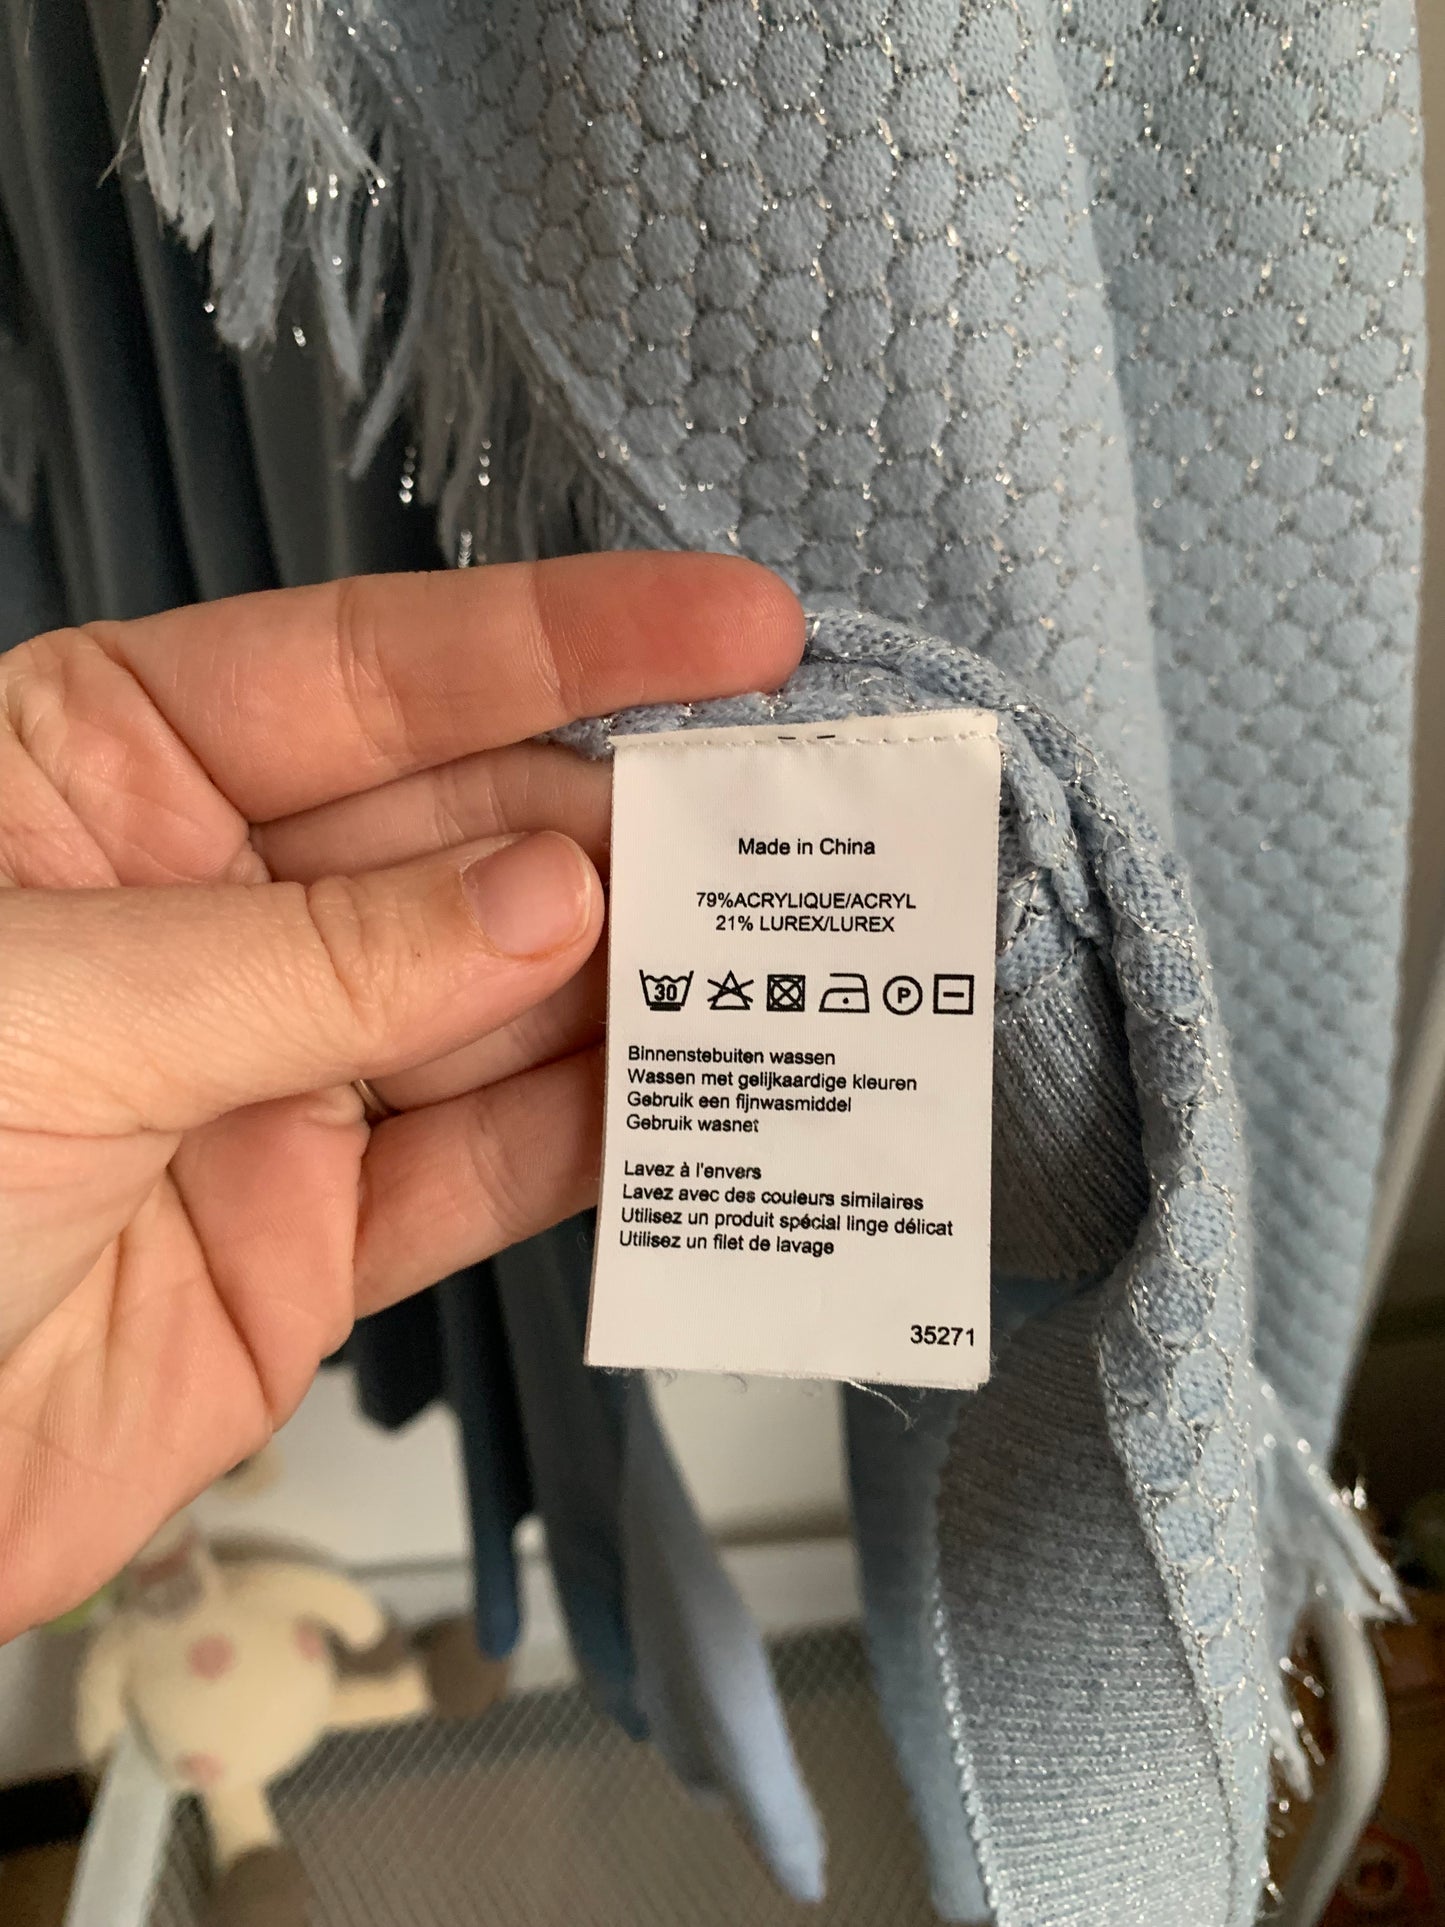 Made in China
79%ACRYLIQUE/ACRYL
21% LUREX/LUREX
30 P
Binnenstebuiten wassen
Wassen met gelijkaardige kleuren
Gebruik een fijnwasmiddel
Gebruik wasnet
Lavez à l'envers
Lavez avec des couleurs similaires
Utilisez un produit spécial linge délicat
Utilisez un filet de lavage
35271